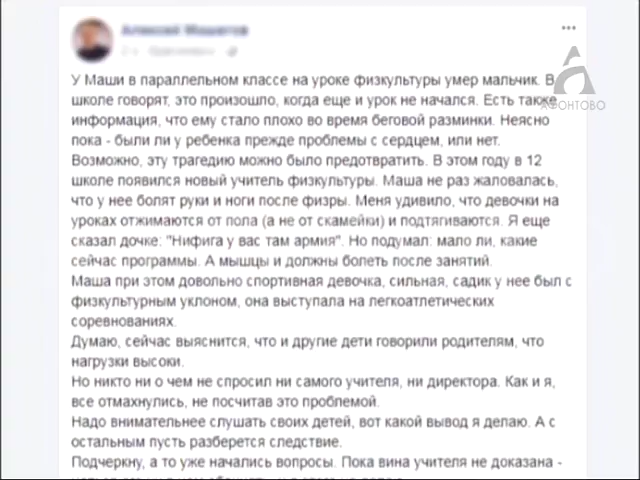 АФОНТОВО
У Маши в параллельном классе на уроке физкультуры умер мальчик. В
школе говорят, это произошло, когда еще и урок не начался. Есть также
информация, что ему стало плохо во время беговой разминки. Неясно
пока - были ли у ребенка прежде проблемы с сердцем, или нет.
Возможно, эту трагедию можно было предотвратить. В этом году в 12
школе появился новый учитель физкультуры. Маша не раз жаловалась,
что у нее болят руки и ноги после физры. Меня удивило, что девочки на
уроках отжимаются от пола (а не от скамейки) и подтягиваются. Я еще
сказал дочке: "Нифига у вас там армия". Но подумал: мало ли, какие
сейчас программы. А мышцы и должны болеть после занятий.
Маша при этом довольно спортивная девочка, сильная, садик у нее был с
физкультурным уклоном, она выступала на легкоатлетических
соревнованиях.
Думаю, сейчас выяснится, что и другие дети говорили родителям, что
нагрузки высоки.
Но никто ни о чем не спросил ни самого учителя, ни директора. Как и я,
все отмахнулись, не посчитав это проблемой.
Надо внимательнее слушать своих детей, вот какой вывод я делаю. А с
остальным пусть разберется следствие.
Подчеркну, а то уже начались вопросы. Пока вина учителя не доказана -